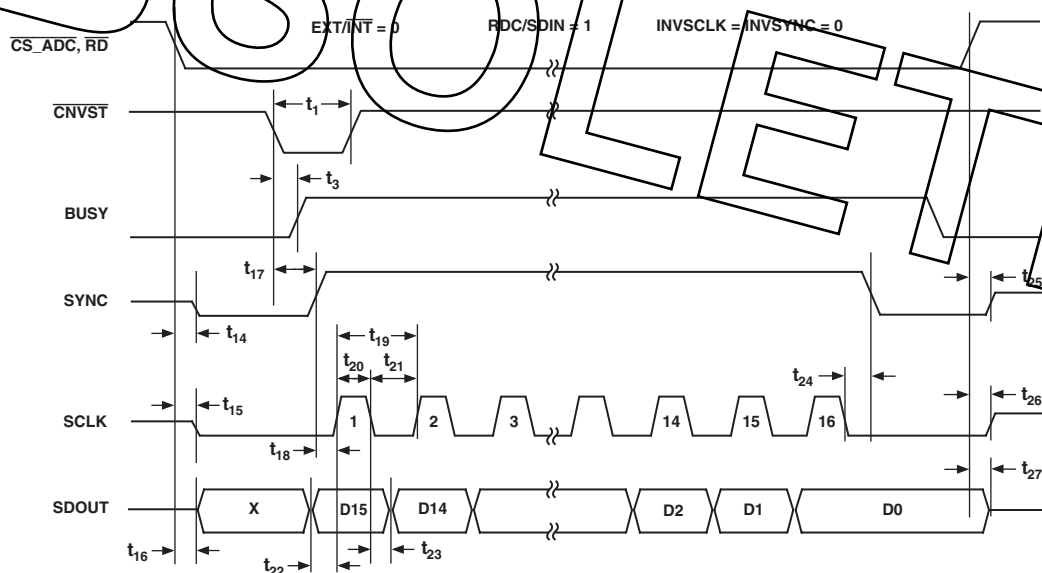 EXT/INT = 0 RDC/SDIN = 1 INVSCLK = INVSYNC = 0
CS_ADC, RD
CNVST
t1
t3
BUSY
t17
t25
SYNC
t14
t19
t20 t21
t24
t15
t26
SCLK
1 2 3 14 15 16
t18
t27
SDOUT
X D15 D14 D2 D1 D0
t16
t22
t23